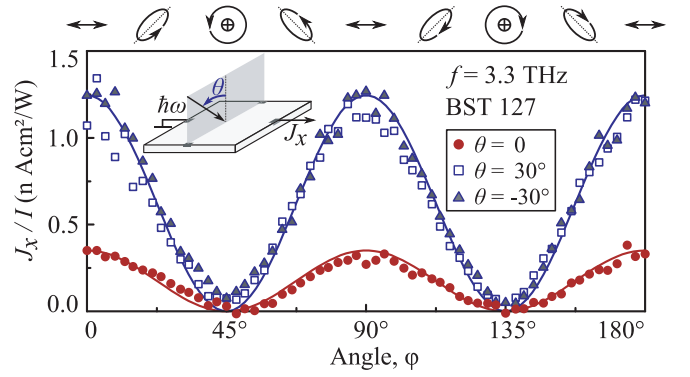 1.5
1.0
0.5
0.0
J_x / I (n Acm²/W)
θ
ħω
J_x
f = 3.3 THz
BST 127
θ = 0
θ = 30°
θ = -30°
0 45° 90° 135° 180°
Angle, φ